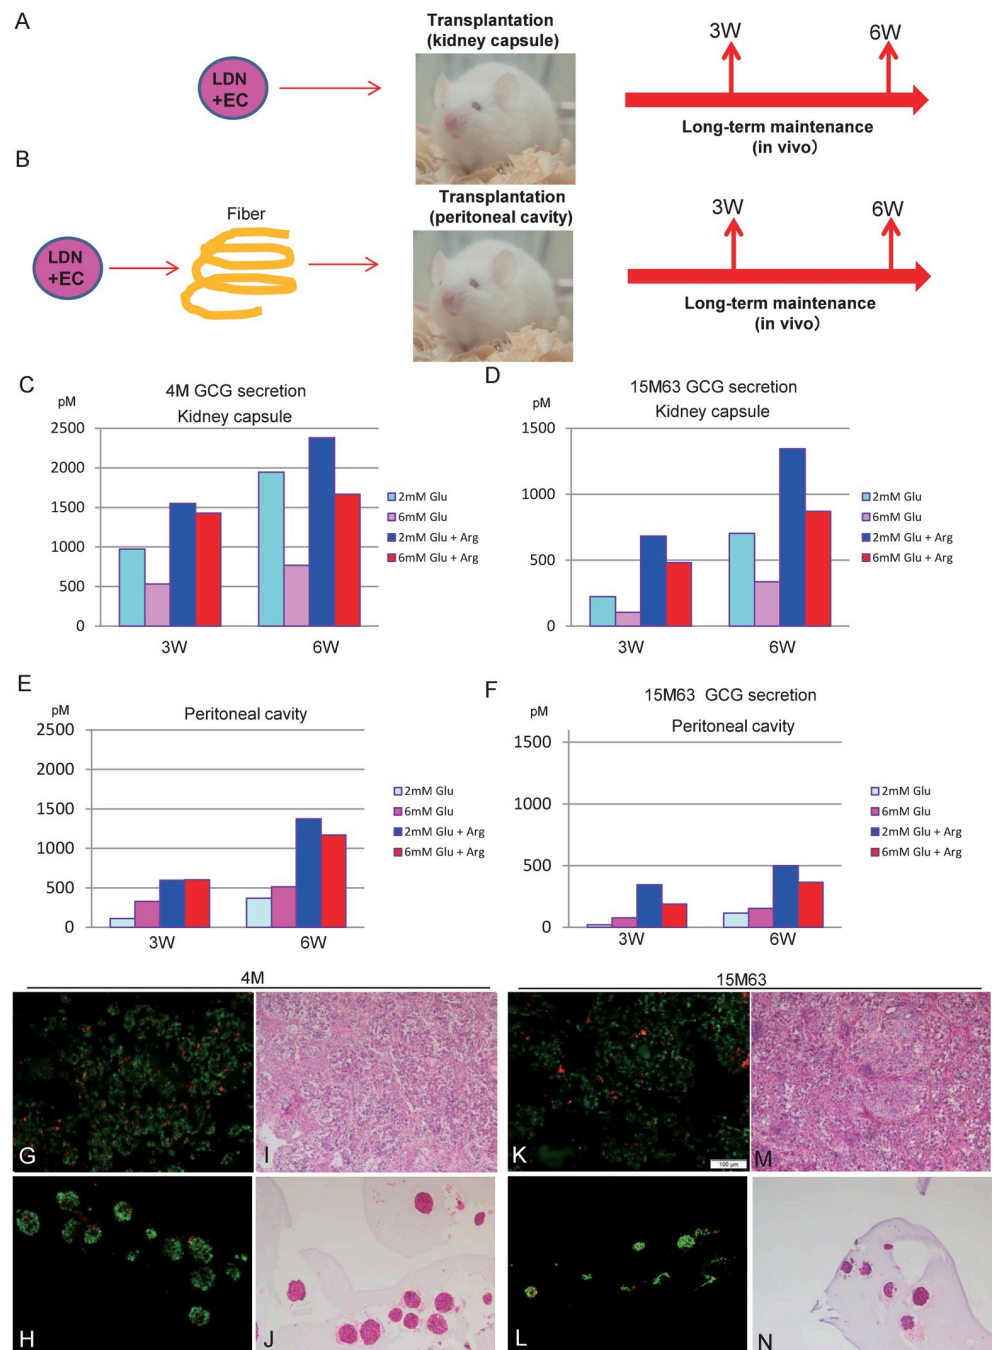 A
Transplantation
(kidney capsule)
LDN
+EC
3W
6W
Long-term maintenance
(in vivo)
B
Transplantation
(peritoneal cavity)
Fiber
LDN
+EC
3W
6W
Long-term maintenance
(in vivo)
C
4M GCG secretion
Kidney capsule
pM
2500
2000
1500
1000
500
0
3W
6W
2mM Glu
6mM Glu
2mM Glu + Arg
6mM Glu + Arg
D
15M63 GCG secretion
Kidney capsule
pM
1500
1000
500
0
3W
6W
2mM Glu
6mM Glu
2mM Glu + Arg
6mM Glu + Arg
E
Peritoneal cavity
pM
2500
2000
1500
1000
500
0
3W
6W
2mM Glu
6mM Glu
2mM Glu + Arg
6mM Glu + Arg
F
15M63 GCG secretion
Peritoneal cavity
pM
1500
1000
500
0
3W
6W
2mM Glu
6mM Glu
2mM Glu + Arg
6mM Glu + Arg
4M
15M63
G
I
K
100 μm
M
H
J
L
N